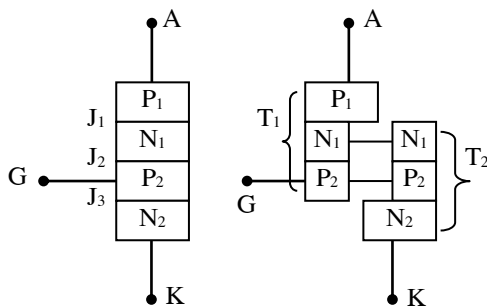 A
P₁
J₁
N₁
J₂
G
P₂
J₃
N₂
K
A
P₁
T₁
N₁ N₁
T₂
P₂ P₂
G
N₂
K